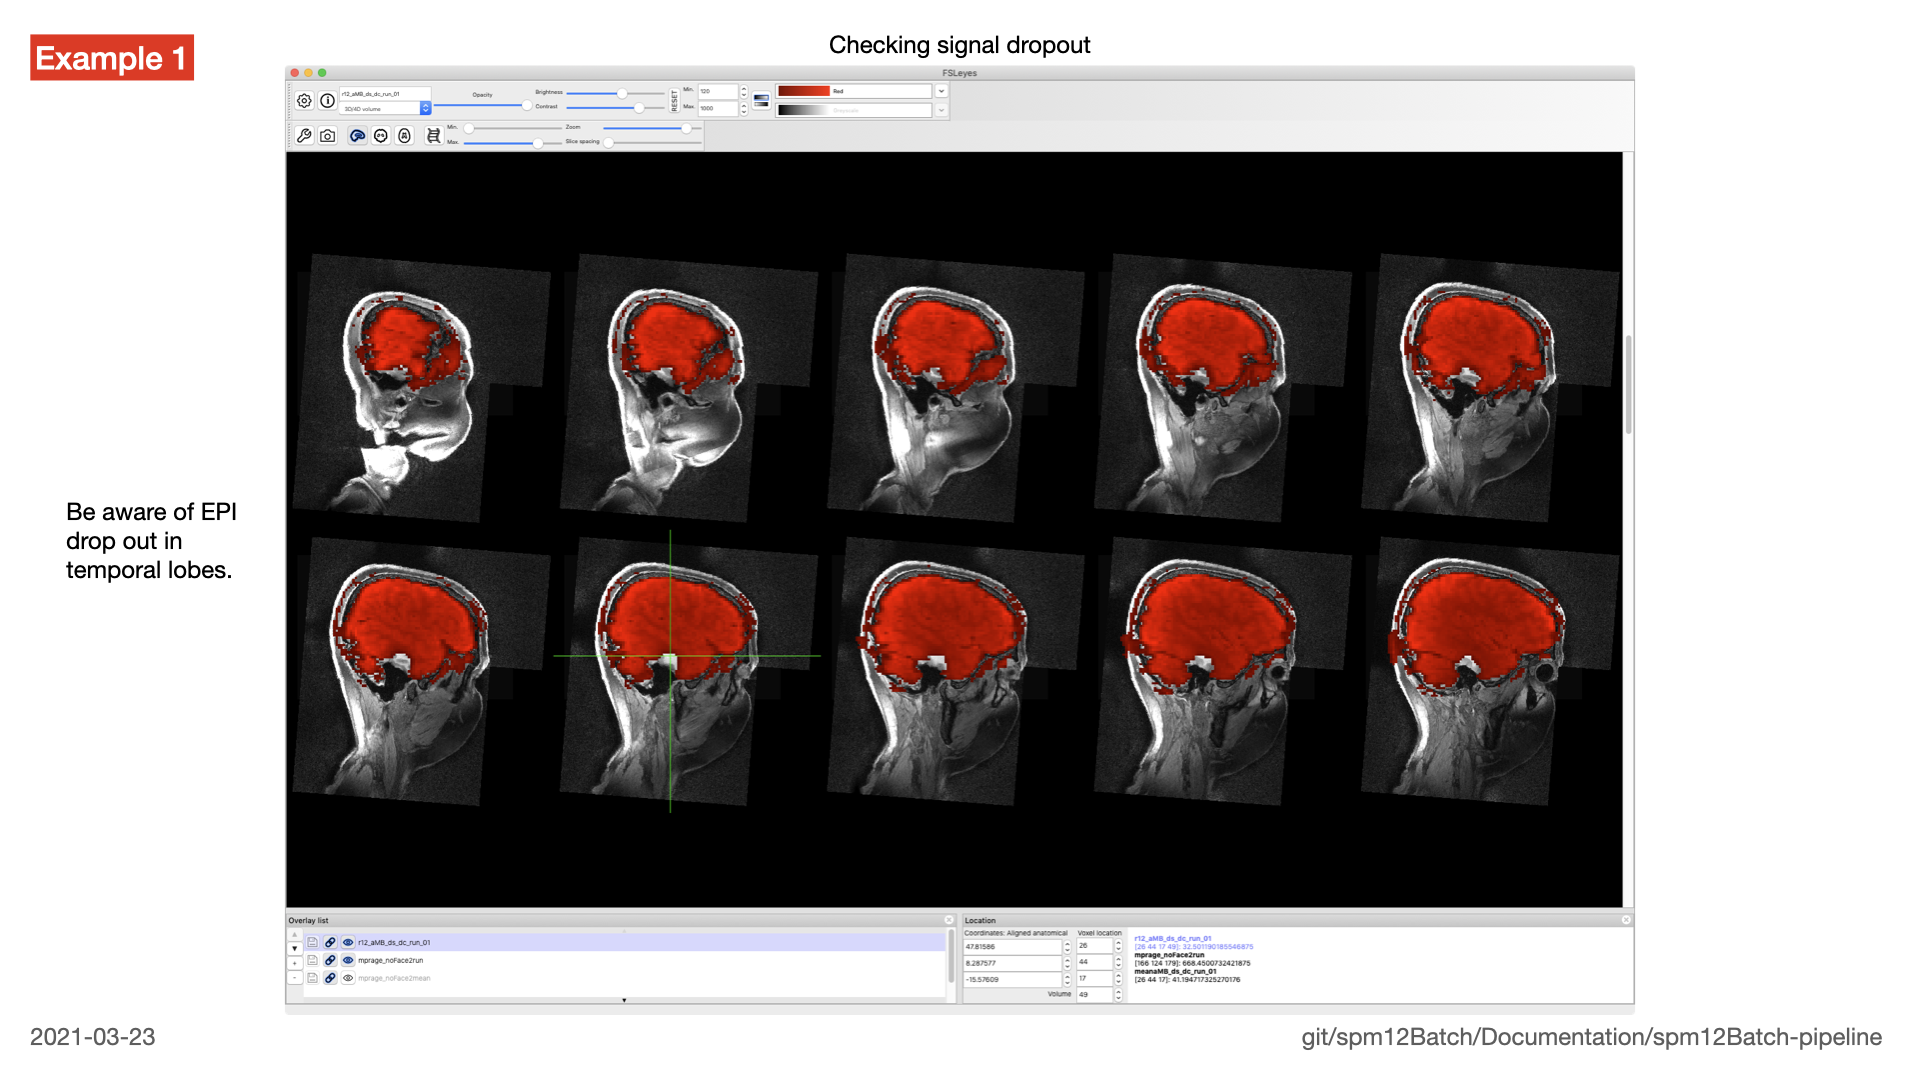 Example 1
Checking signal dropout
FSLeyes
r12_aMB_ds_dc_run_01
3D/4D volume
Opacity
Brightness
Contrast
RESET
Min. 120
Max. 1000
Red
Greyscale
Min.
Max.
Zoom
Slice spacing
Be aware of EPI
drop out in
temporal lobes.
Overlay list
r12_aMB_ds_dc_run_01
mprage_noFace2run
mprage_noFace2mean
Location
Coordinates: Aligned anatomical
Voxel location
47.81586
26
8.287577
44
-15.57609
17
Volume
49
r12_aMB_ds_dc_run_01
[26 44 17 49]: 32.501190185546875
mprage_noFace2run
[166 124 179]: 668.4500732421875
meanaMB_ds_dc_run_01
[26 44 17]: 41.194717325270176
2021-03-23
git/spm12Batch/Documentation/spm12Batch-pipeline